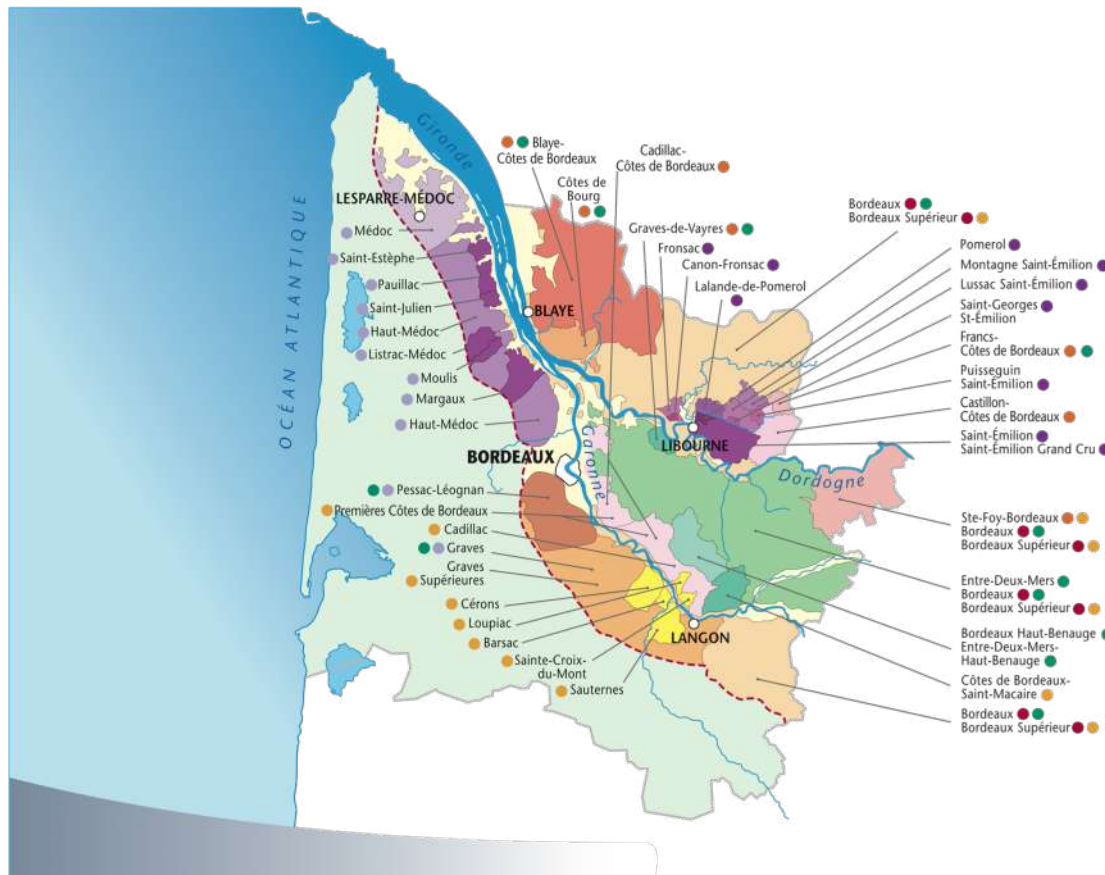 OCÉAN ATLANTIQUE
Gironde
Garonne
Dordogne
LESPARRE-MÉDOC
BLAYE
BORDEAUX
LIBOURNE
LANGON
Médoc
Saint-Estèphe
Pauillac
Saint-Julien
Haut-Médoc
Listrac-Médoc
Moulis
Margaux
Haut-Médoc
Pessac-Léognan
Premières Côtes de Bordeaux
Cadillac
Graves
Graves
Supérieures
Cérons
Loupiac
Barsac
Sainte-Croix-
du-Mont
Sauternes
Blaye-
Côtes de Bordeaux
Côtes de
Bourg
Cadillac-
Côtes de Bordeaux
Graves-de-Vayres
Fronsac
Canon-Fronsac
Lalande-de-Pomerol
Bordeaux
Bordeaux Supérieur
Pomerol
Montagne Saint-Émilion
Lussac Saint-Émilion
Saint-Georges
St-Émilion
Francs-
Côtes de Bordeaux
Puisseguin
Saint-Émilion
Castillon-
Côtes de Bordeaux
Saint-Émilion
Saint-Émilion Grand Cru
Ste-Foy-Bordeaux
Bordeaux
Bordeaux Supérieur
Entre-Deux-Mers
Bordeaux
Bordeaux Supérieur
Bordeaux Haut-Benauge
Entre-Deux-Mers-
Haut-Benauge
Côtes de Bordeaux-
Saint-Macaire
Bordeaux
Bordeaux Supérieur